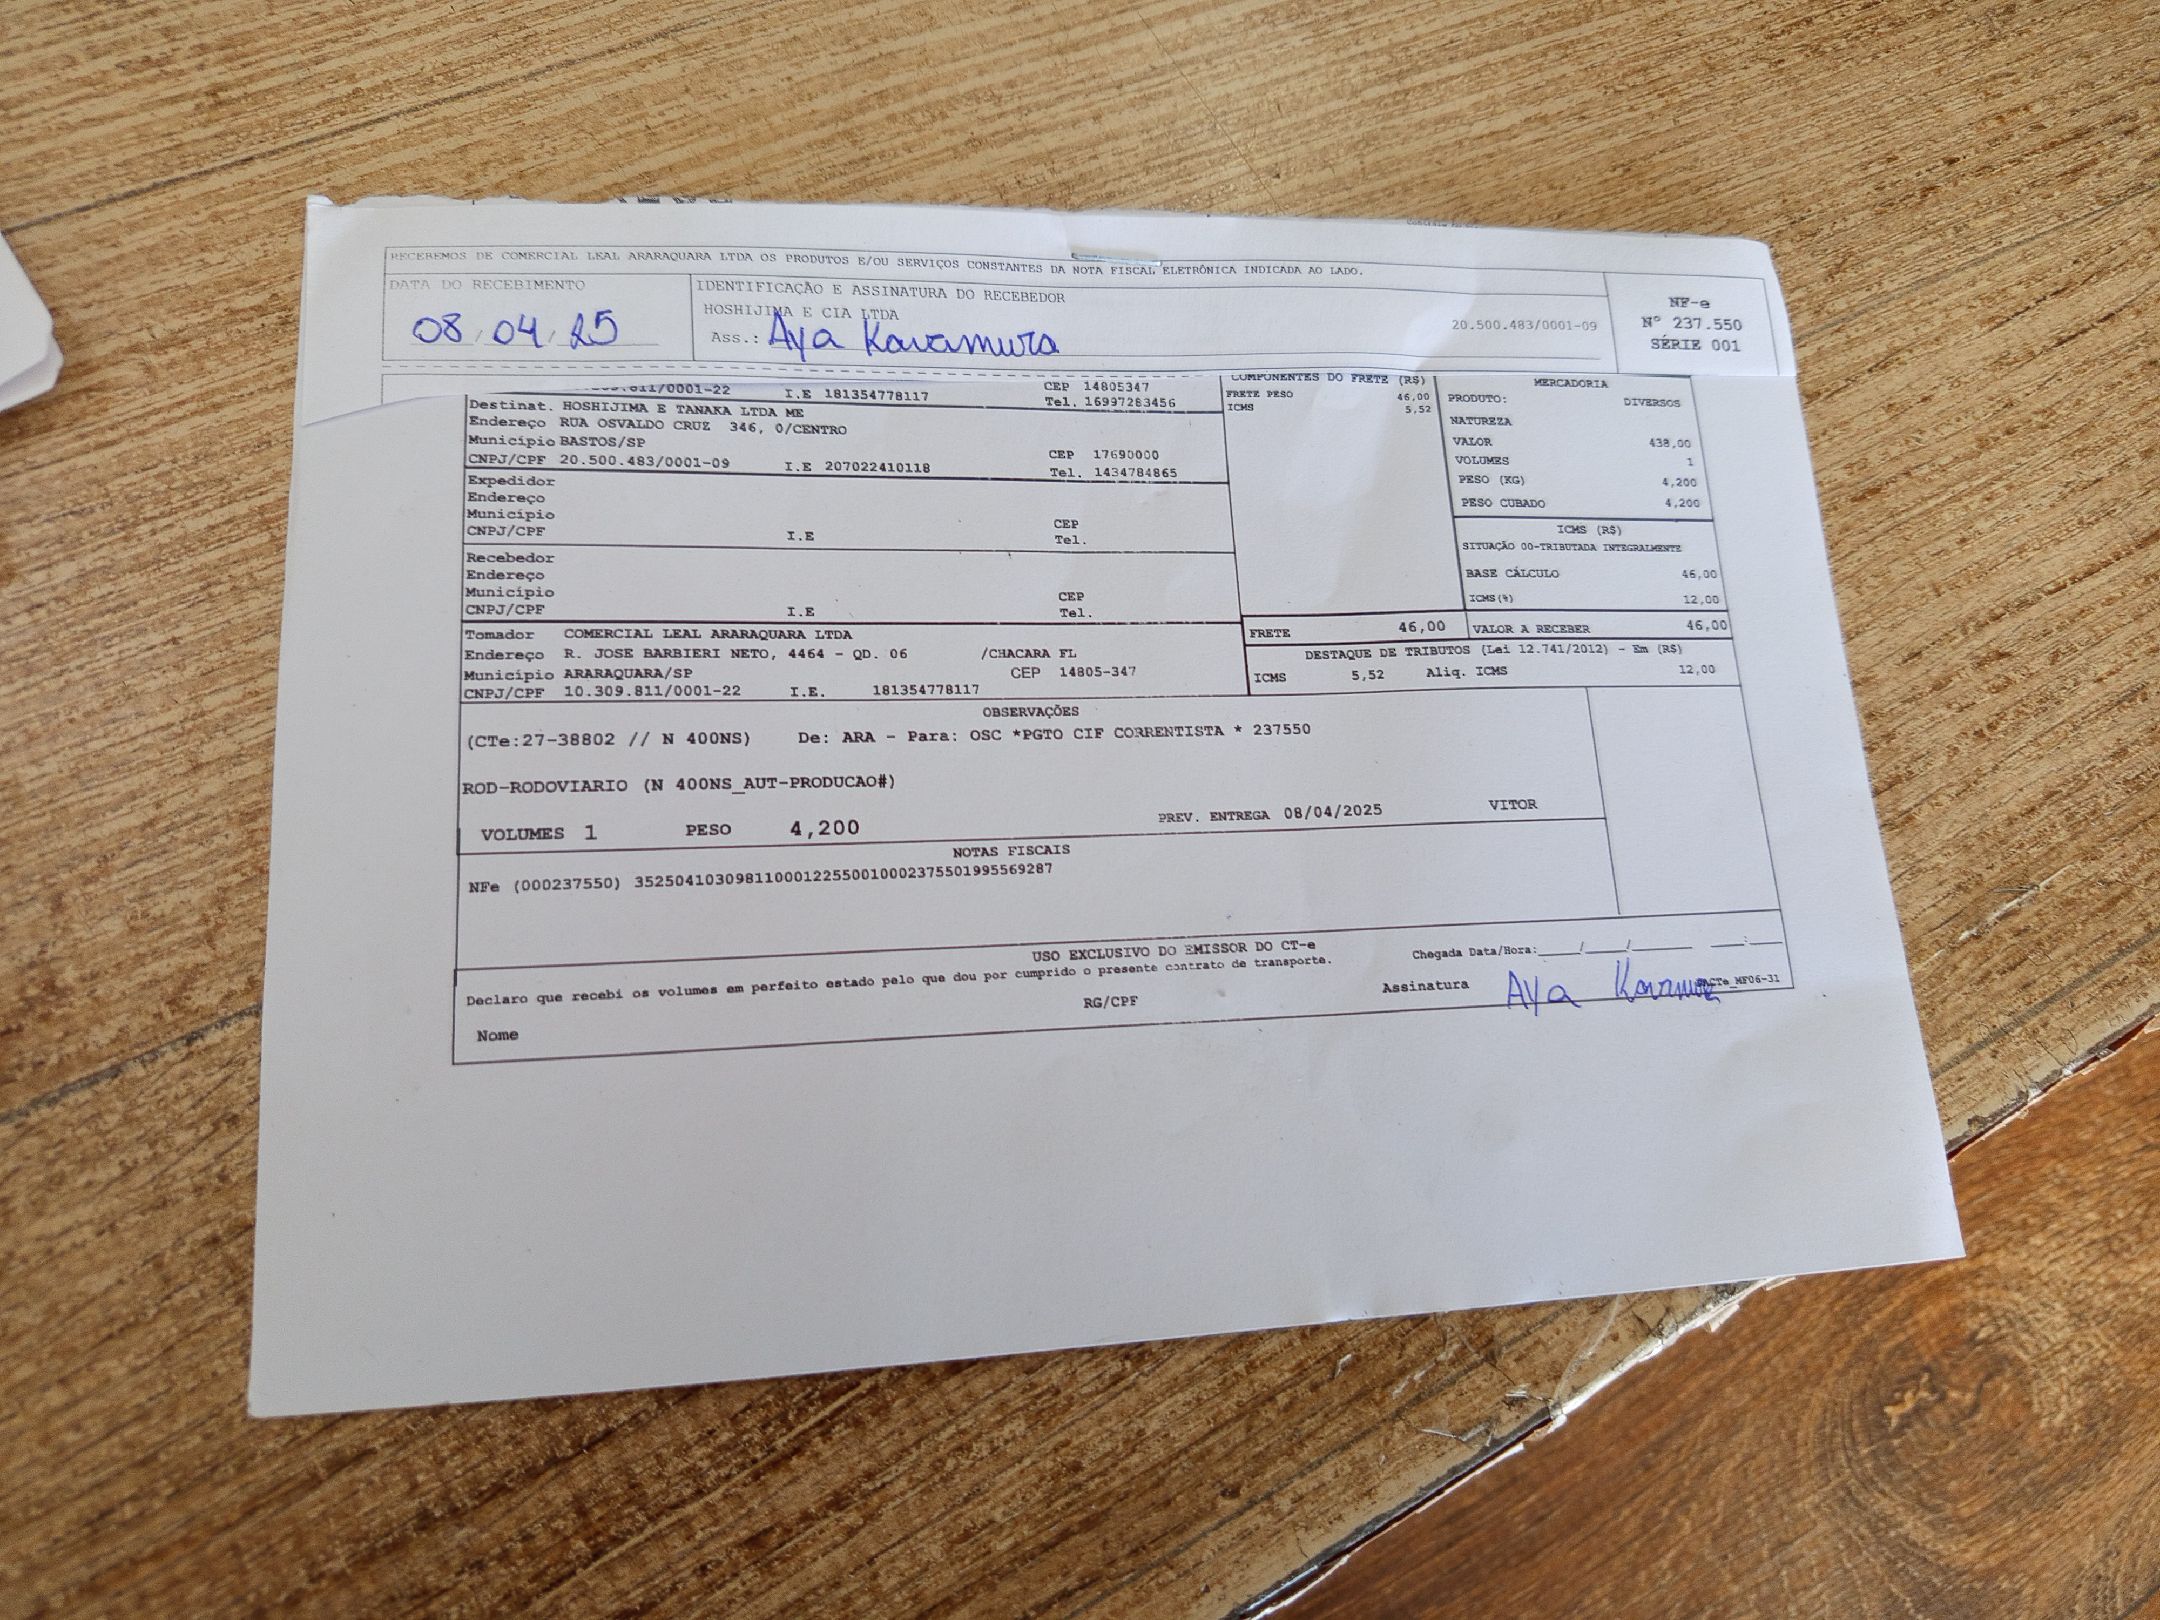 RECEBEMOS DE COMERCIAL LEAL ARARAQUARA LTDA OS PRODUTOS E/OU SERVIÇOS CONSTANTES DA NOTA FISCAL ELETRÔNICA INDICADA AO LADO.
DATA DO RECEBIMENTO
08/04/25
IDENTIFICAÇÃO E ASSINATURA DO RECEBEDOR
HOSHIJIMA E CIA LTDA 20.500.483/0001-09
Ass.: Aya Kavamura
NF-e
Nº 237.550
SÉRIE 001
811/0001-22 I.E 181354778117 CEP 14805347
Tel. 16997283456
Destinat. HOSHIJIMA E TANAKA LTDA ME
Endereço RUA OSVALDO CRUZ 346, 0/CENTRO
Município BASTOS/SP CEP 17690000
CNPJ/CPF 20.500.483/0001-09 I.E 207022410118 Tel. 1434784865
Expedidor
Endereço
Município CEP
CNPJ/CPF I.E Tel.
Recebedor
Endereço
Município CEP
CNPJ/CPF I.E Tel.
Tomador COMERCIAL LEAL ARARAQUARA LTDA
Endereço R. JOSE BARBIERI NETO, 4464 - QD. 06 /CHACARA FL
Município ARARAQUARA/SP CEP 14805-347
CNPJ/CPF 10.309.811/0001-22 I.E. 181354778117
COMPONENTES DO FRETE (R$)
FRETE PESO 46,00
ICMS 5,52
MERCADORIA
PRODUTO: DIVERSOS
NATUREZA
VALOR 438,00
VOLUMES 1
PESO (KG) 4,200
PESO CUBADO 4,200
ICMS (R$)
SITUAÇÃO 00-TRIBUTADA INTEGRALMENTE
BASE CÁLCULO 46,00
ICMS(%) 12,00
FRETE 46,00 VALOR A RECEBER 46,00
DESTAQUE DE TRIBUTOS (Lei 12.741/2012) - Em (R$)
ICMS 5,52 Aliq. ICMS 12,00
OBSERVAÇÕES
(CTe:27-38802 // N 400NS) De: ARA - Para: OSC *PGTO CIF CORRENTISTA * 237550
ROD-RODOVIARIO (N 400NS_AUT-PRODUCAO#)
VOLUMES 1 PESO 4,200 PREV. ENTREGA 08/04/2025 VITOR
NOTAS FISCAIS
NFe (000237550) 35250410309811000122550010002375501995569287
USO EXCLUSIVO DO EMISSOR DO CT-e
Declaro que recebi os volumes em perfeito estado pelo que dou por cumprido o presente contrato de transporte.
Chegada Data/Hora:____/____/______ ___:___
Nome RG/CPF Assinatura Aya Kavamura
DACTe_MF06-31